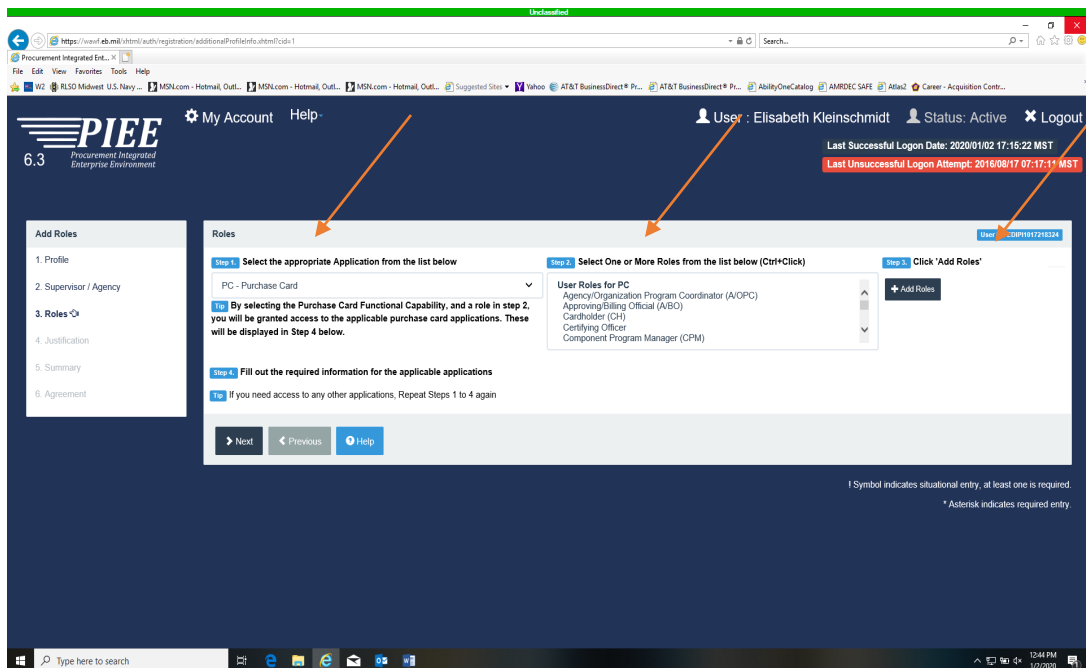 Unclassified
https://wawf.eb.mil/xhtml/auth/registration/additionalProfileInfo.xhtml?cid=1
Search...
Procurement Integrated Ent...
File Edit View Favorites Tools Help
W2 RLSO Midwest U.S. Navy ... MSN.com - Hotmail, Outl... MSN.com - Hotmail, Outl... MSN.com - Hotmail, Outl... Suggested Sites Yahoo AT&T BusinessDirect® Pr... AT&T BusinessDirect® Pr... AbilityOneCatalog AMRDEC SAFE Atlas2 Career - Acquisition Contr...
My Account Help
User : Elisabeth Kleinschmidt Status: Active Logout
PIEE
6.3 Procurement Integrated
Enterprise Environment
Last Successful Logon Date: 2020/01/02 17:15:22 MST
Last Unsuccessful Logon Attempt: 2016/08/17 07:17:11 MST
Add Roles
1. Profile
2. Supervisor / Agency
3. Roles
4. Justification
5. Summary
6. Agreement
Roles
User
Step 1. Select the appropriate Application from the list below
PC - Purchase Card
Tip By selecting the Purchase Card Functional Capability, and a role in step 2,
you will be granted access to the applicable purchase card applications. These
will be displayed in Step 4 below.
Step 2. Select One or More Roles from the list below (Ctrl+Click)
User Roles for PC
Agency/Organization Program Coordinator (A/OPC)
Approving/Billing Official (A/BO)
Cardholder (CH)
Certifying Officer
Component Program Manager (CPM)
Step 3. Click 'Add Roles'
Add Roles
Step 4. Fill out the required information for the applicable applications
Tip If you need access to any other applications, Repeat Steps 1 to 4 again
Next Previous Help
! Symbol indicates situational entry, at least one is required.
* Asterisk indicates required entry.
Type here to search
12:44 PM
1/2/2020